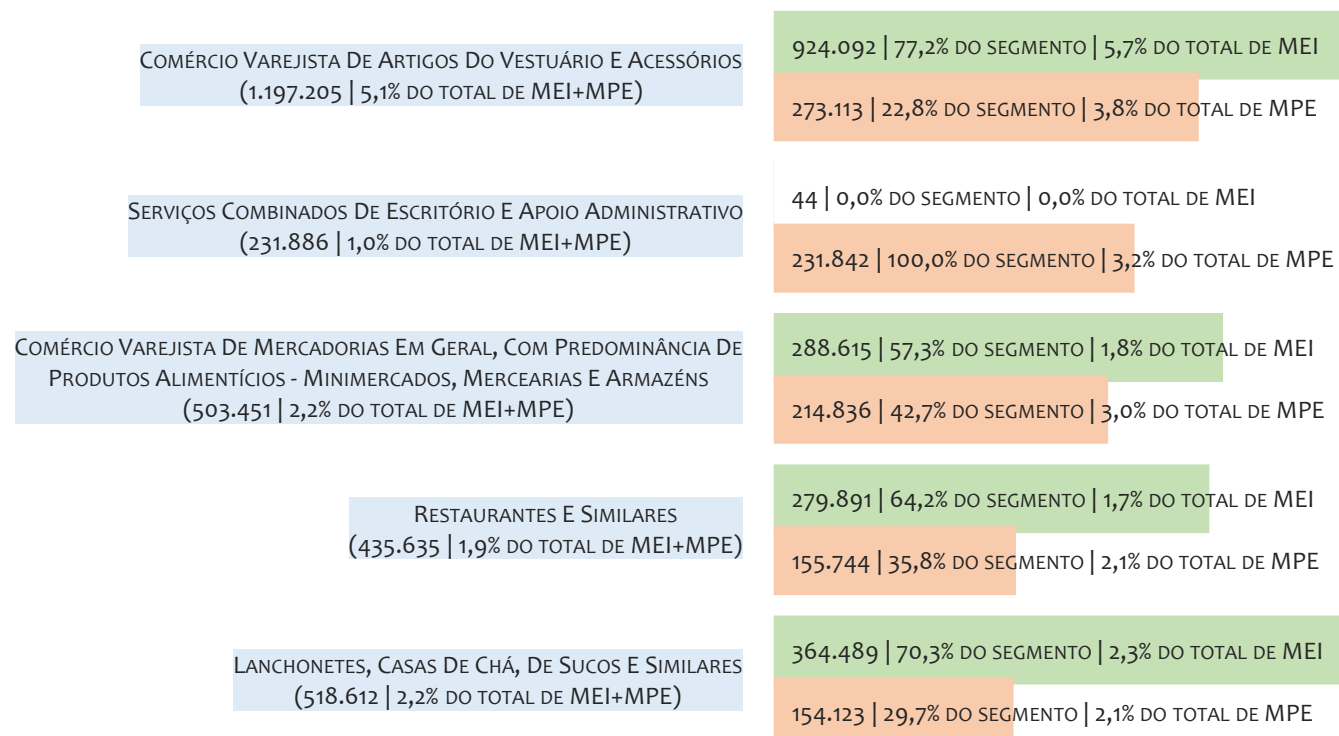 Comércio Varejista De Artigos Do Vestuário E Acessórios
(1.197.205 | 5,1% do total de MEI+MPE)
924.092 | 77,2% do segmento | 5,7% do total de MEI
273.113 | 22,8% do segmento | 3,8% do total de MPE
Serviços Combinados De Escritório E Apoio Administrativo
(231.886 | 1,0% do total de MEI+MPE)
44 | 0,0% do segmento | 0,0% do total de MEI
231.842 | 100,0% do segmento | 3,2% do total de MPE
Comércio Varejista De Mercadorias Em Geral, Com Predominância De
Produtos Alimentícios - Minimercados, Mercearias E Armazéns
(503.451 | 2,2% do total de MEI+MPE)
288.615 | 57,3% do segmento | 1,8% do total de MEI
214.836 | 42,7% do segmento | 3,0% do total de MPE
Restaurantes E Similares
(435.635 | 1,9% do total de MEI+MPE)
279.891 | 64,2% do segmento | 1,7% do total de MEI
155.744 | 35,8% do segmento | 2,1% do total de MPE
Lanchonetes, Casas De Chá, De Sucos E Similares
(518.612 | 2,2% do total de MEI+MPE)
364.489 | 70,3% do segmento | 2,3% do total de MEI
154.123 | 29,7% do segmento | 2,1% do total de MPE